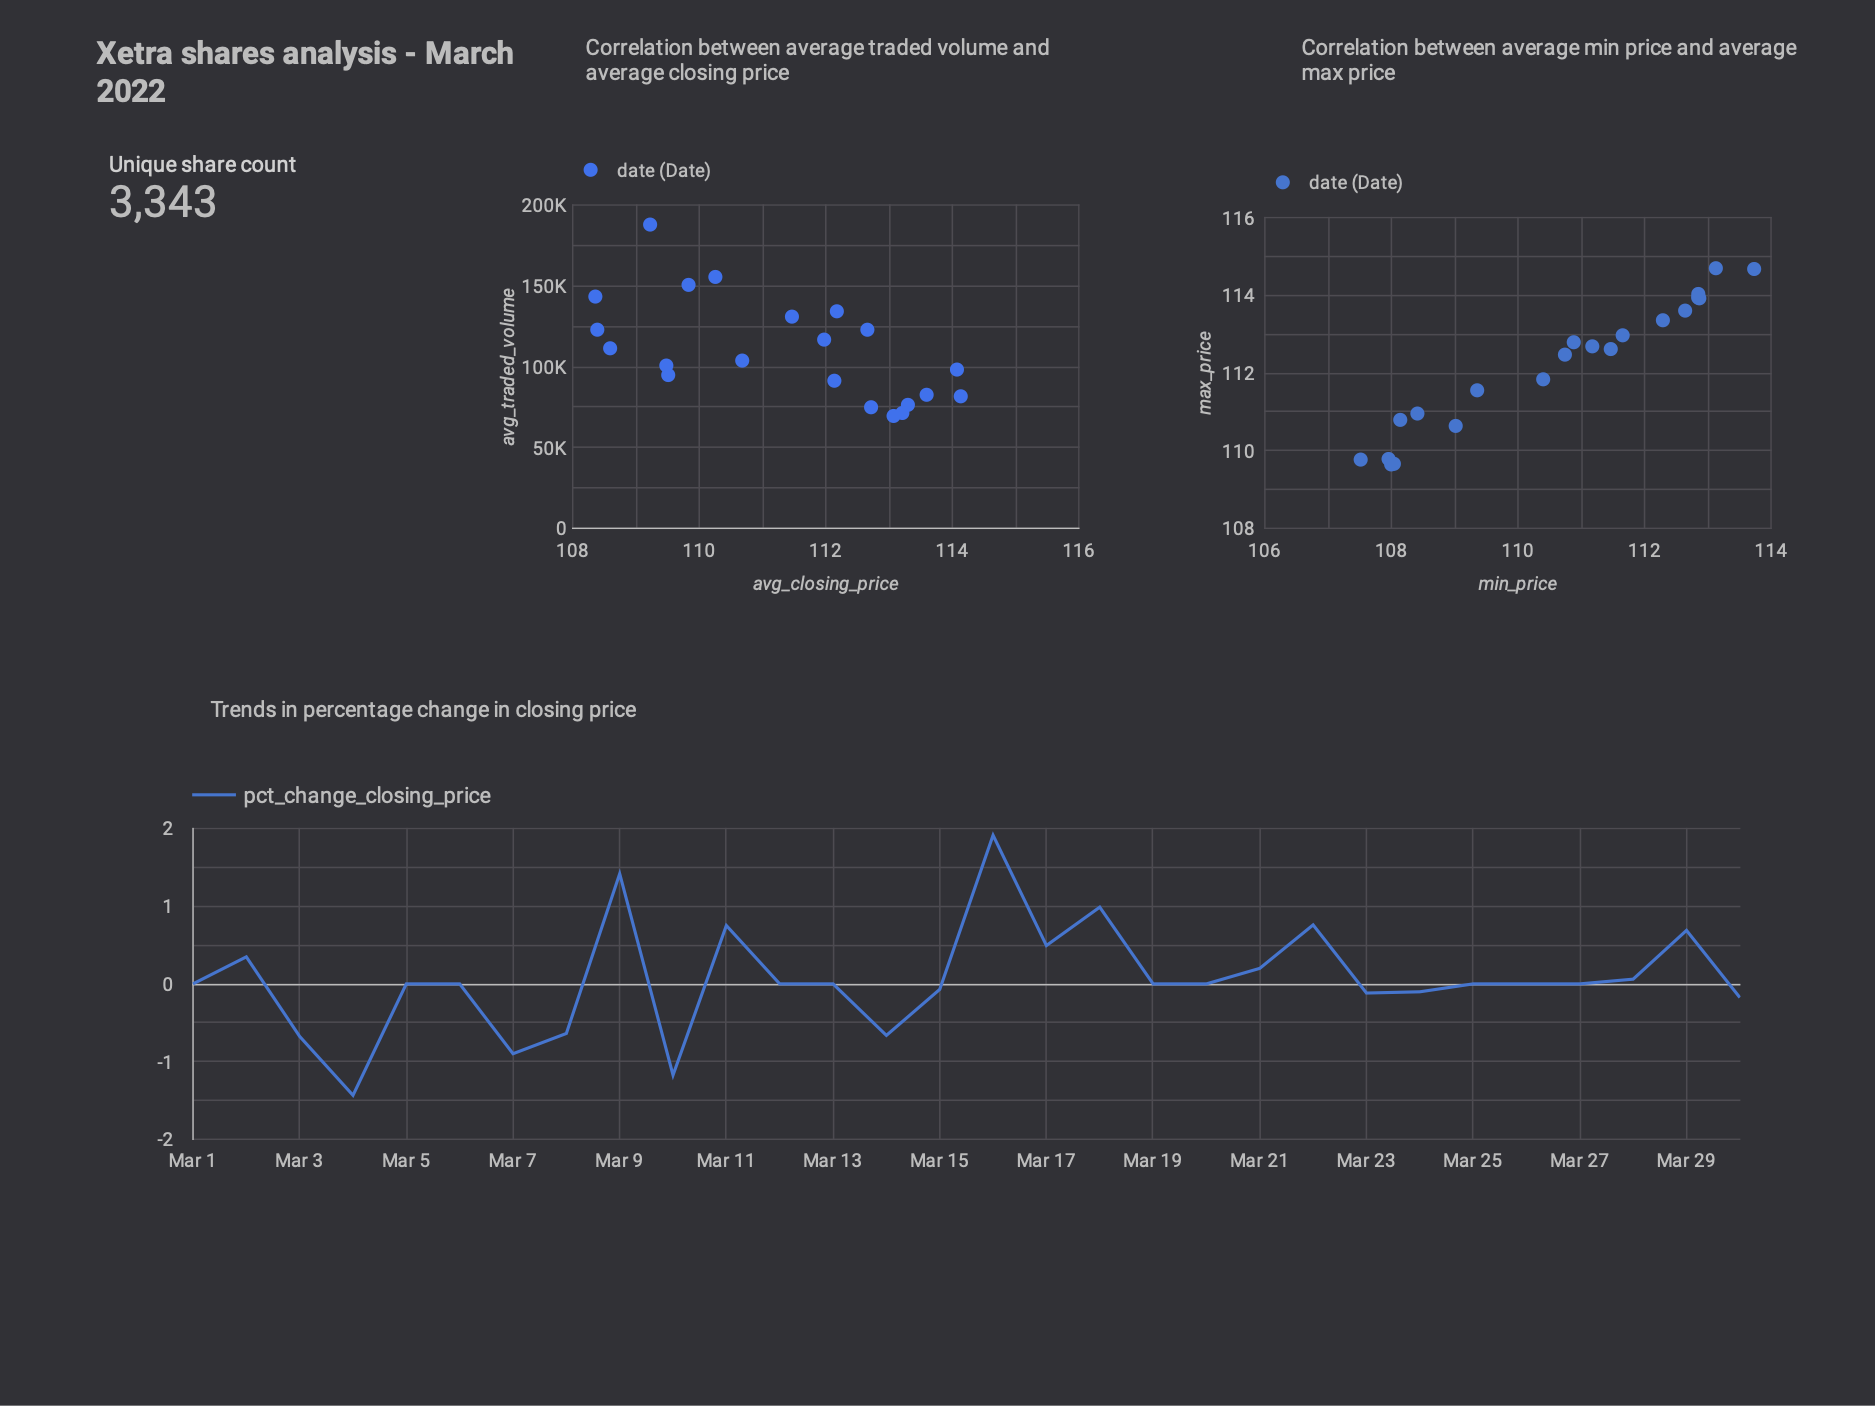 Xetra shares analysis - March
2022
Unique share count
3,343
Correlation between average traded volume and
average closing price
date (Date)
200K
150K
100K
50K
0
avg_traded_volume
108 110 112 114 116
avg_closing_price
Correlation between average min price and average
max price
date (Date)
116
114
112
110
108
max_price
106 108 110 112 114
min_price
Trends in percentage change in closing price
pct_change_closing_price
2
1
0
-1
-2
Mar 1 Mar 3 Mar 5 Mar 7 Mar 9 Mar 11 Mar 13 Mar 15 Mar 17 Mar 19 Mar 21 Mar 23 Mar 25 Mar 27 Mar 29